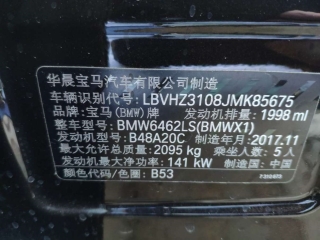 华晨宝马汽车有限公司制造
车辆识别代号: LBVHZ3108JMK85675
品牌: 宝马(BMW)牌 发动机排量: 1998 ml
整车型号: BMW6462LS(BMWX1)
发动机型号: B48A20C 制造年月: 2017.11
最大允许总质量: 2095 kg 乘坐人数: 5 人
发动机最大净功率: 141 kW 制造国: 中国
颜色代码/色圈: B53